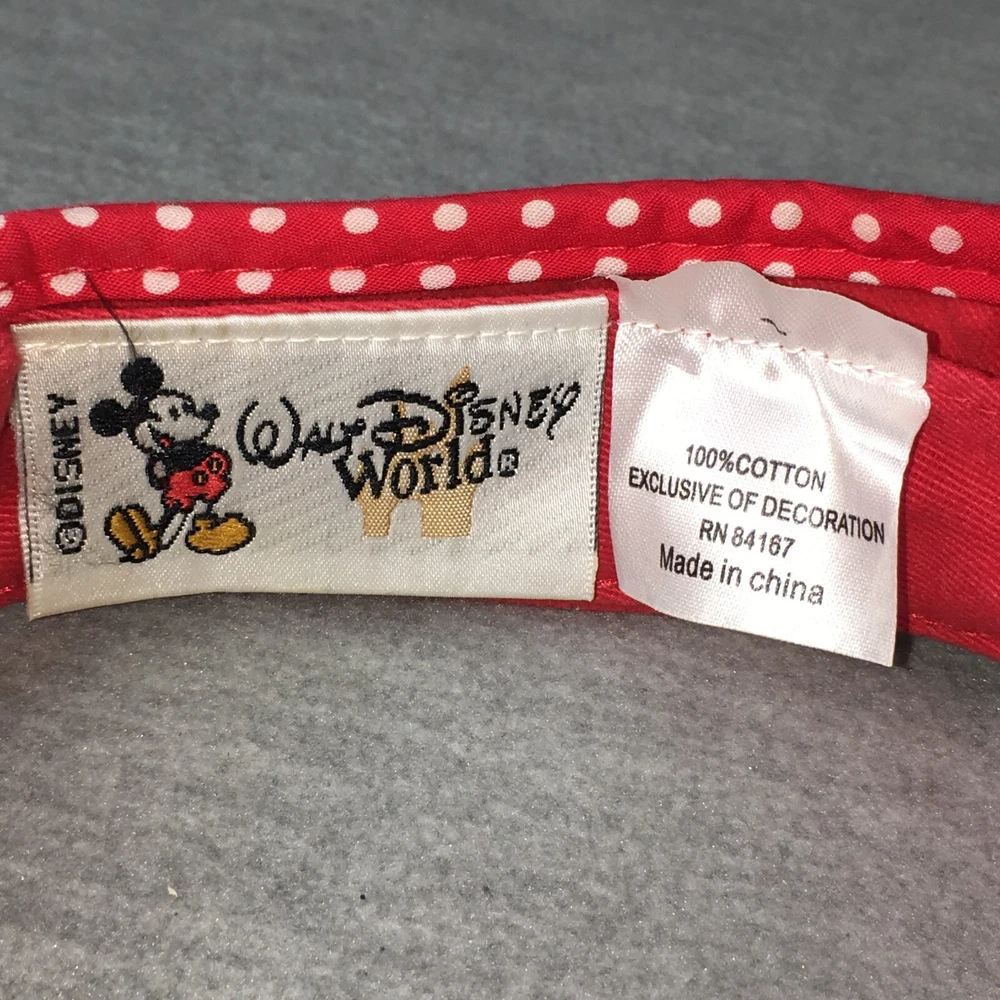 ©DISNEY
WALT DISNEY
World®
100%COTTON
EXCLUSIVE OF DECORATION
RN 84167
Made in china